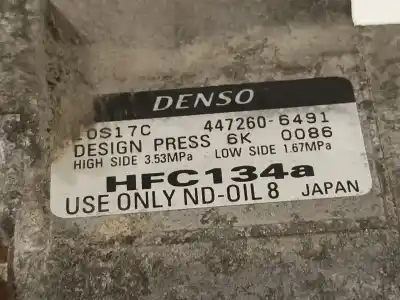 DENSO
10S17C 447260-6491
DESIGN PRESS 6K 0086
HIGH SIDE 3.53MPa LOW SIDE 1.67MPa
HFC134a
USE ONLY ND-OIL 8 JAPAN